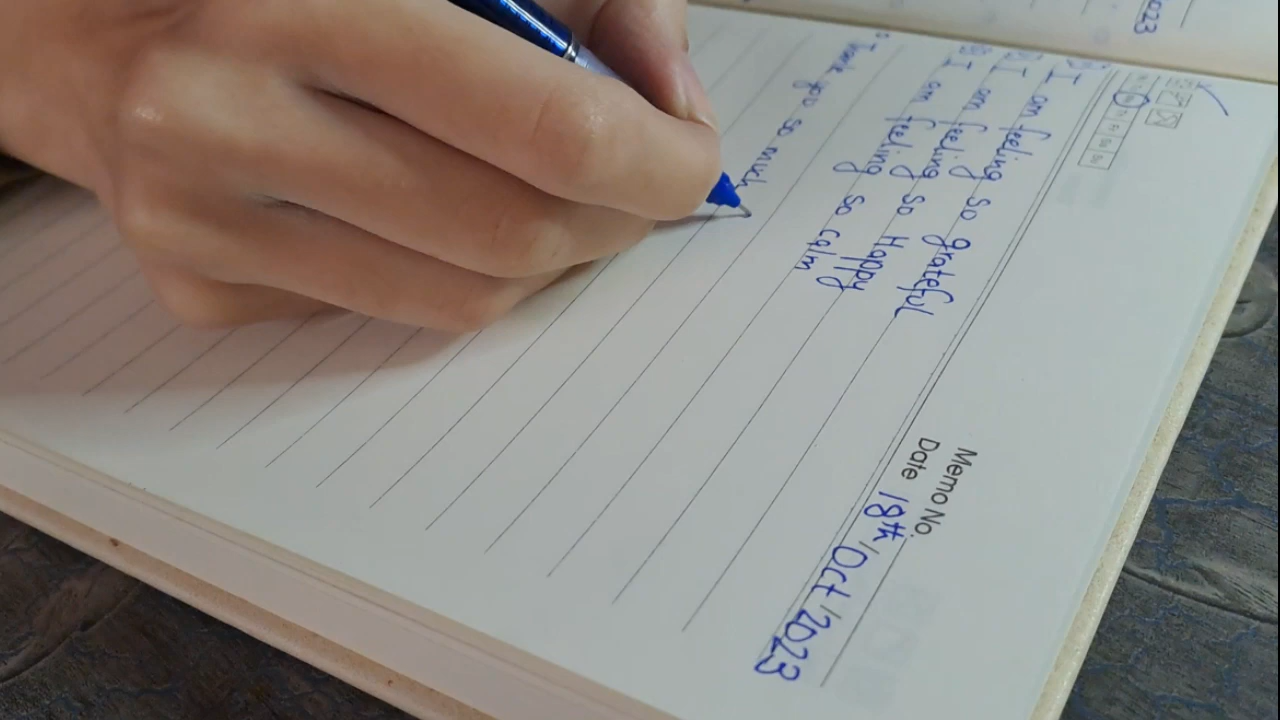 Memo No.
Date 18th/Oct/2023
I am feeling so grateful
I am feeling so Happy
I am feeling so calm
Thank you so much
023